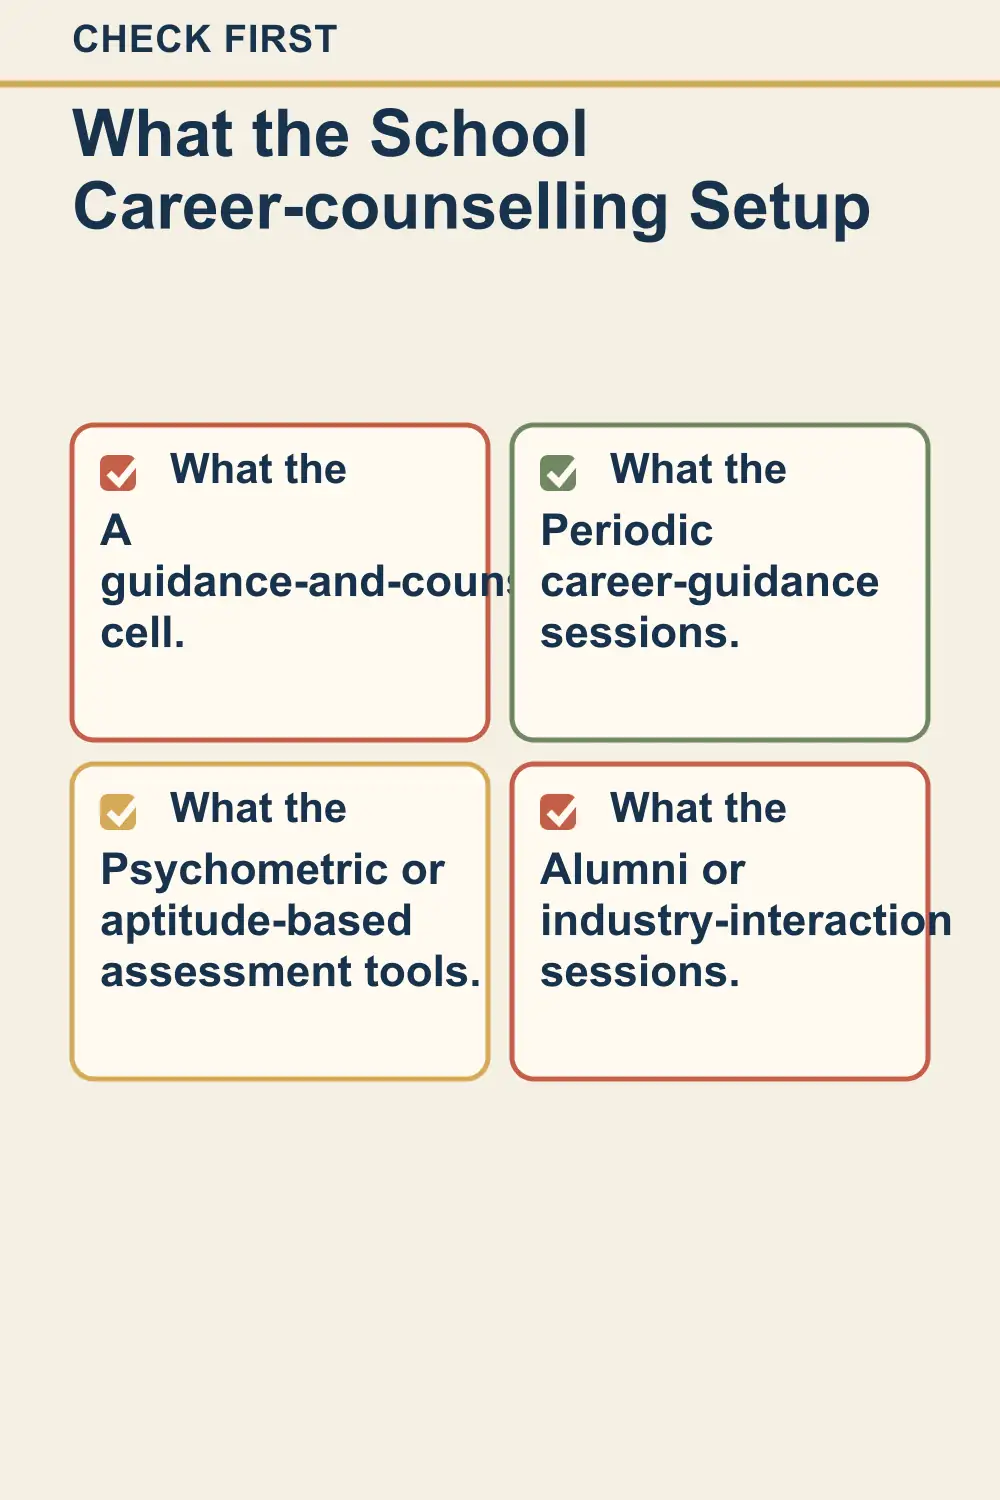 CHECK FIRST
What the School
Career-counselling Setup
What the
A
guidance-and-couns
cell.
What the
Periodic
career-guidance
sessions.
What the
Psychometric or
aptitude-based
assessment tools.
What the
Alumni or
industry-interaction
sessions.